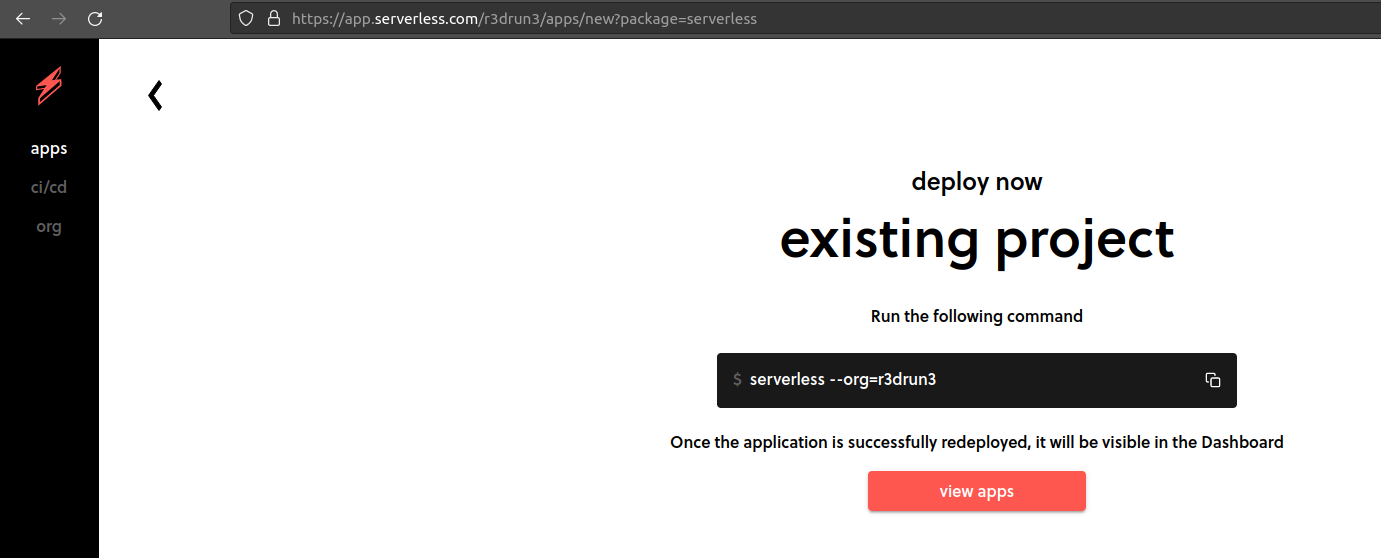 https://app.serverless.com/r3drun3/apps/new?package=serverless
apps
ci/cd
org
deploy now
existing project
Run the following command
$ serverless --org=r3drun3
Once the application is successfully redeployed, it will be visible in the Dashboard
view apps